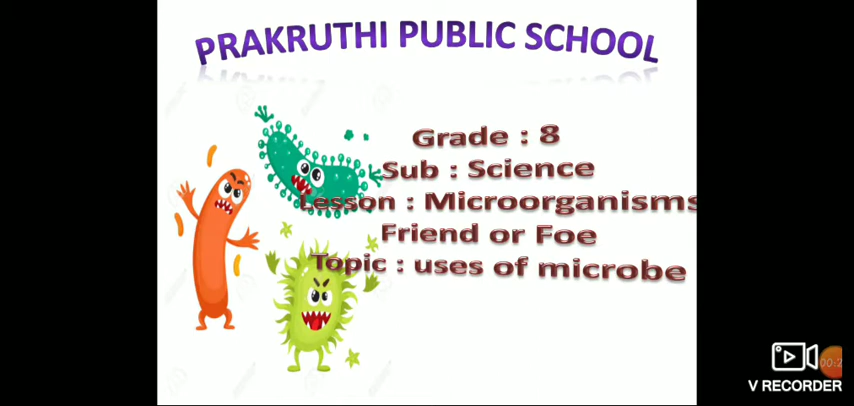 PRAKRUTHI PUBLIC SCHOOL
Grade : 8
Sub : Science
Lesson : Microorganisms
Friend or Foe
Topic : uses of microbe
V RECORDER